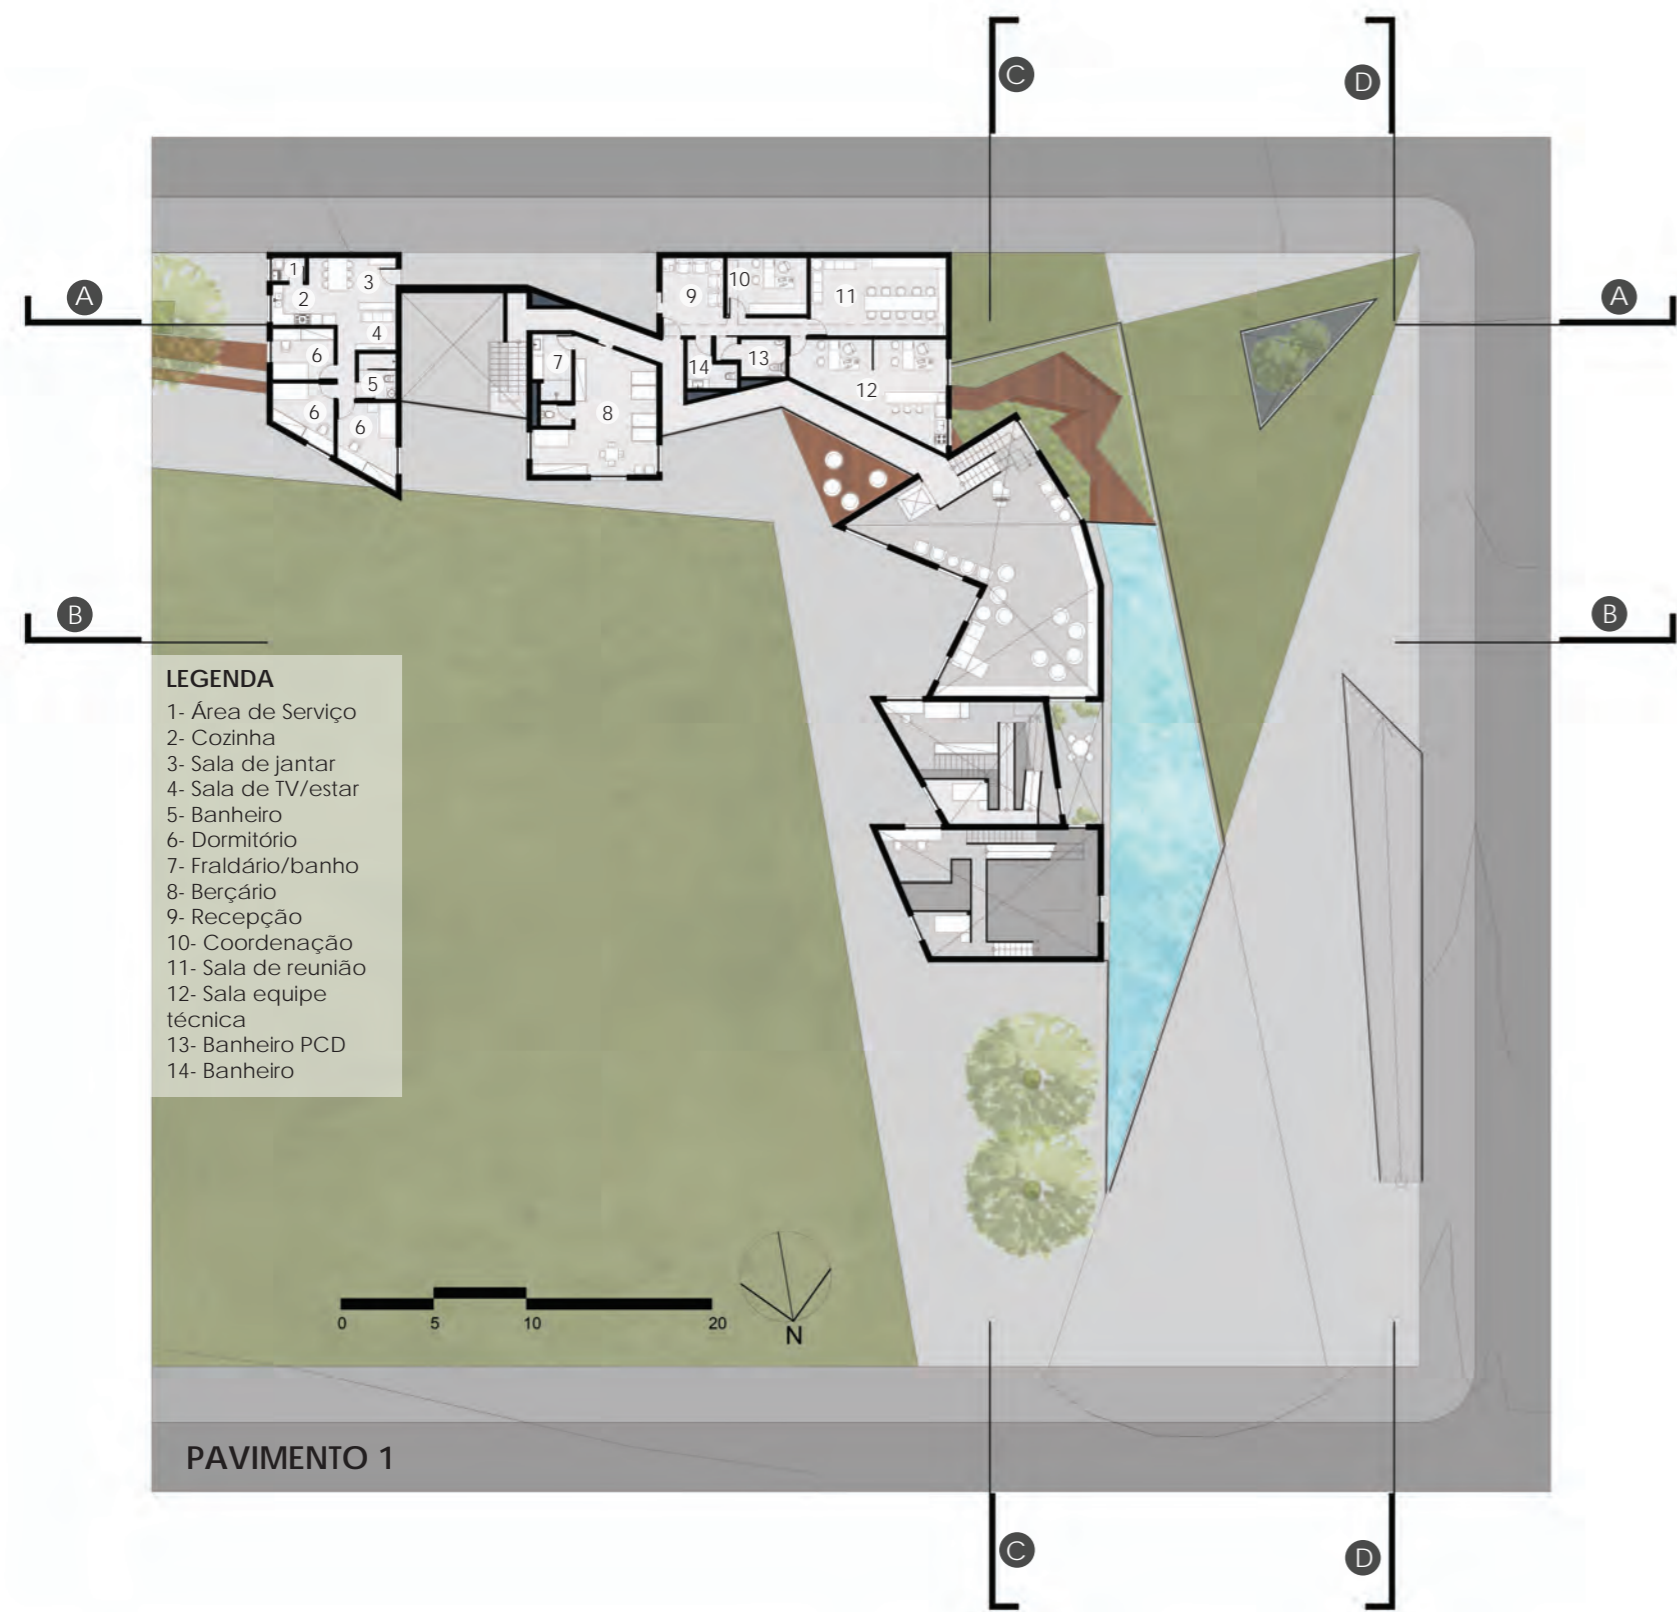 C
D
1
2
3
4
5
6
6
6
7
8
9
10
11
12
13
14
A
A
B
B
LEGENDA
1- Área de Serviço
2- Cozinha
3- Sala de jantar
4- Sala de TV/estar
5- Banheiro
6- Dormitório
7- Fraldário/banho
8- Berçário
9- Recepção
10- Coordenação
11- Sala de reunião
12- Sala equipe
técnica
13- Banheiro PCD
14- Banheiro
0 5 10 20
N
PAVIMENTO 1
C
D